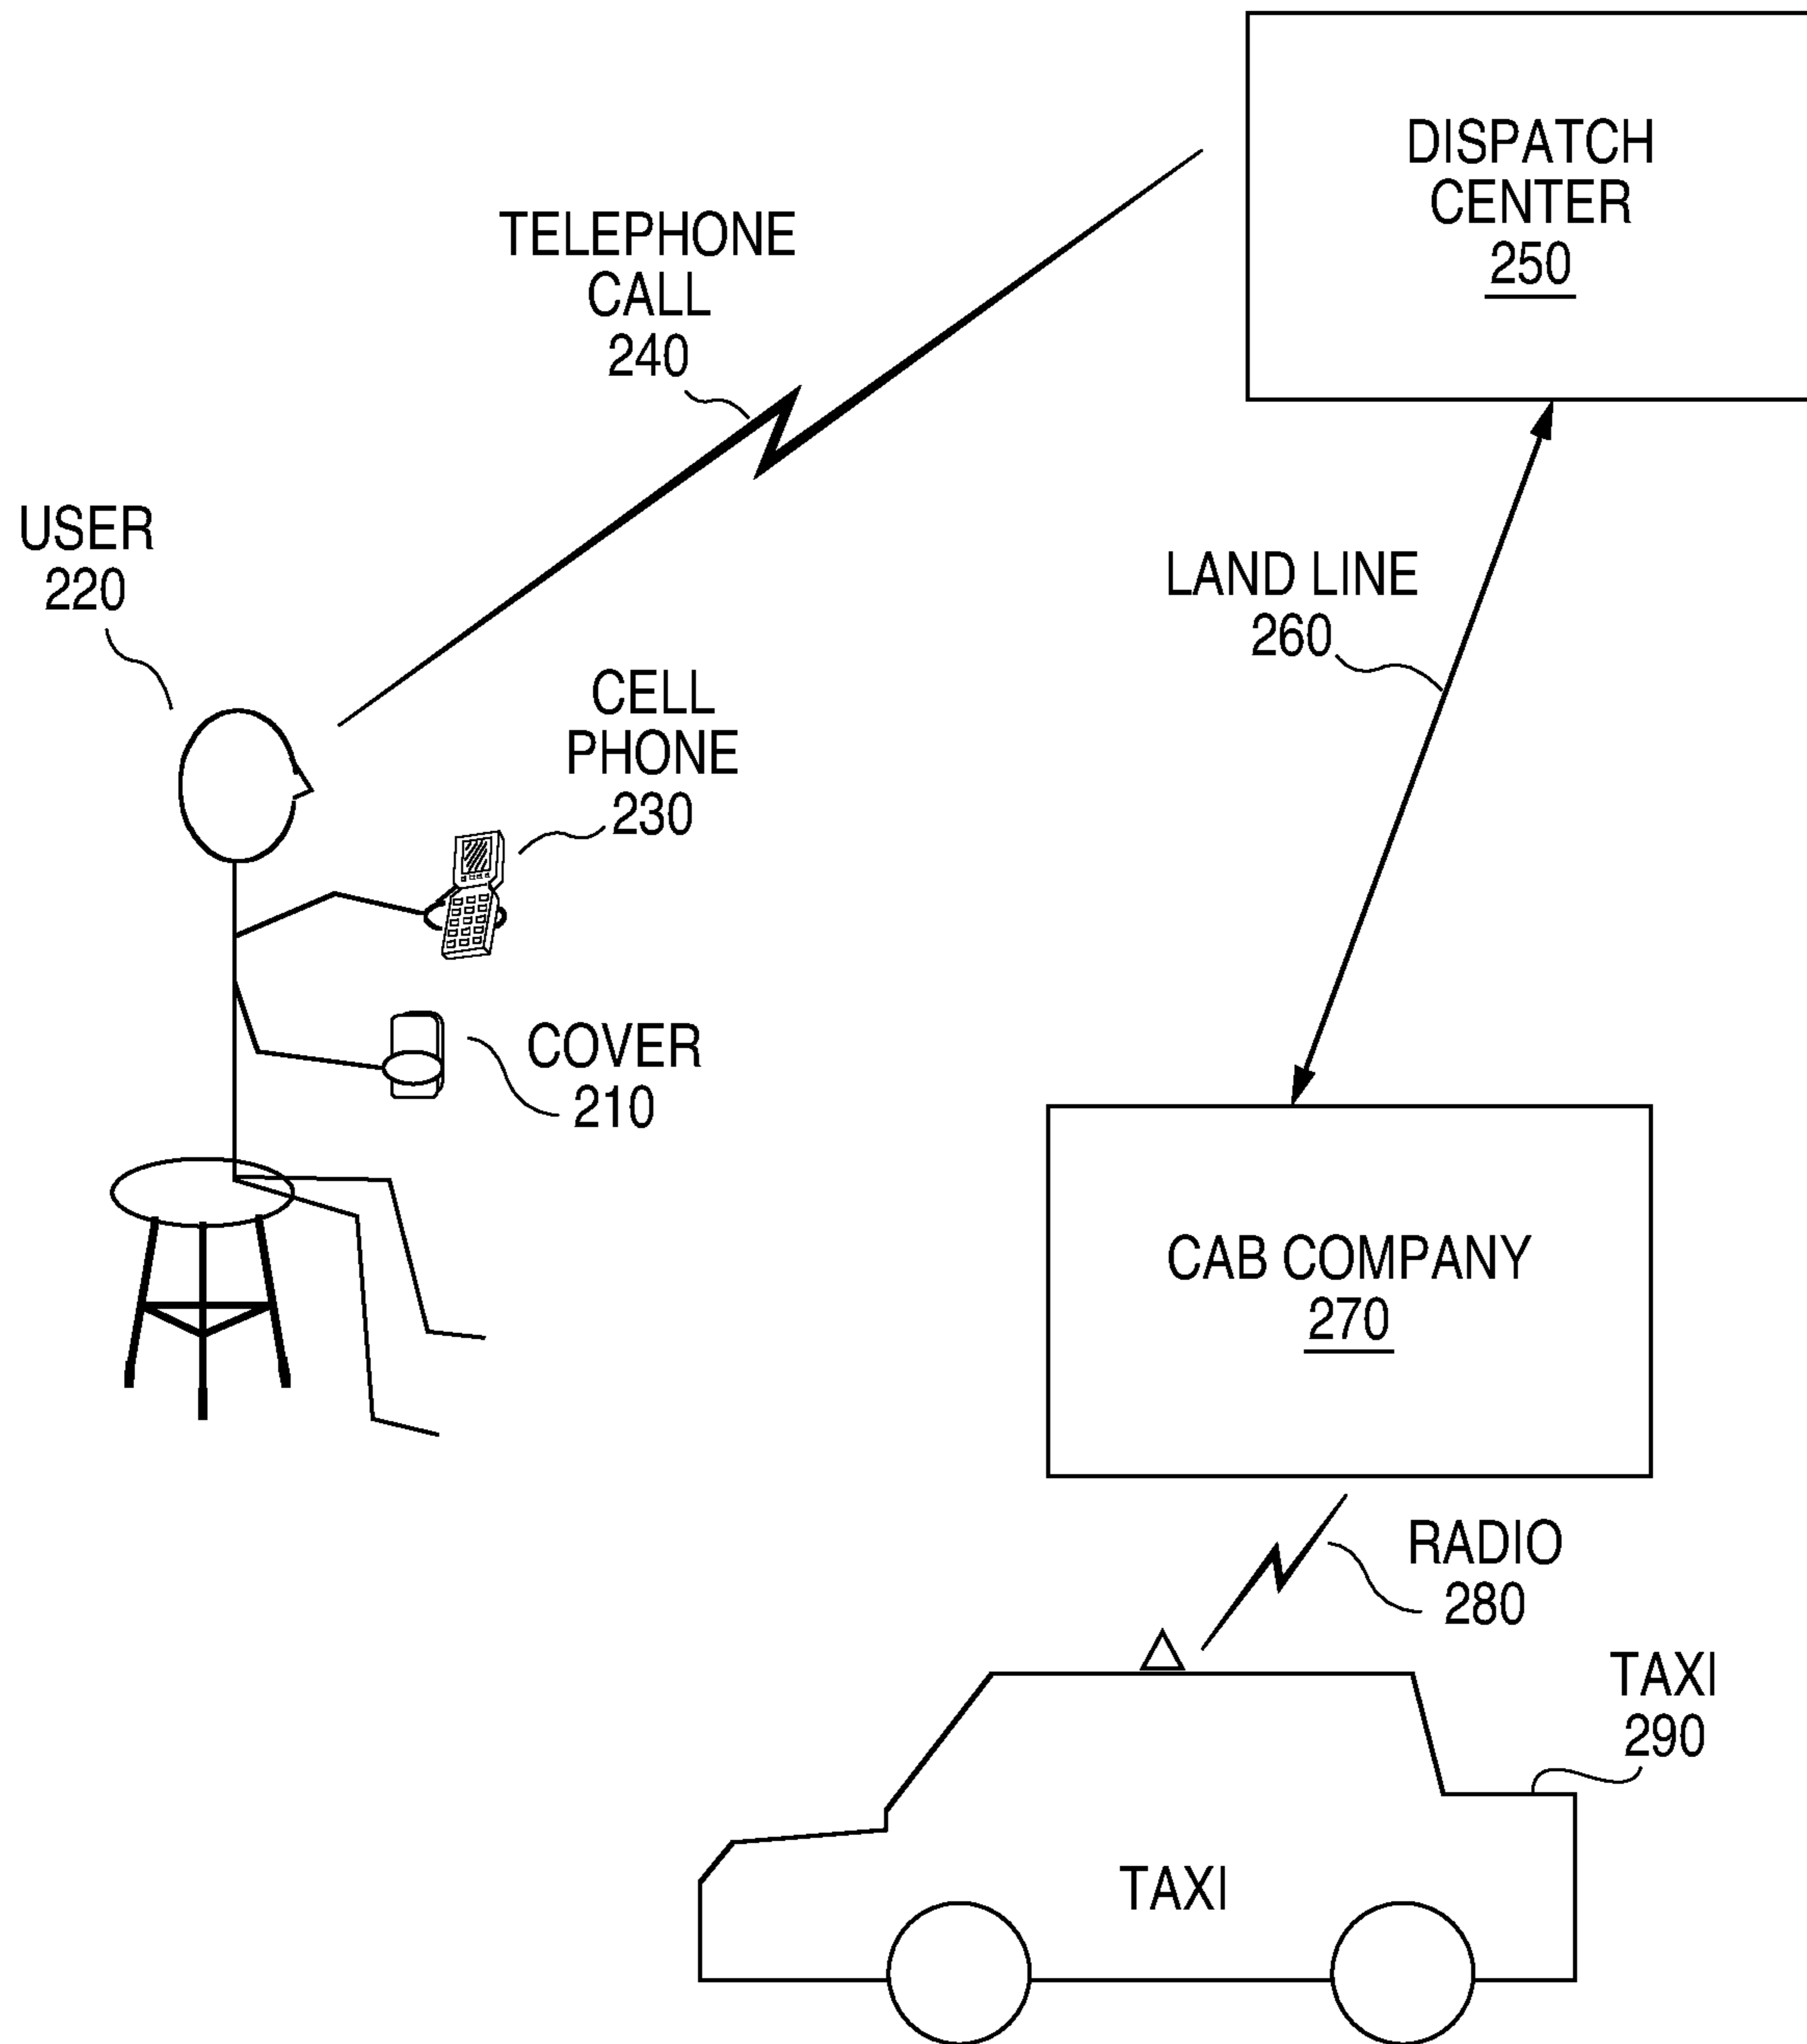 DISPATCH
CENTER
250
TELEPHONE
CALL
240
USER
220
LAND LINE
260
CELL
PHONE
230
COVER
210
CAB COMPANY
270
RADIO
280
TAXI
290
TAXI